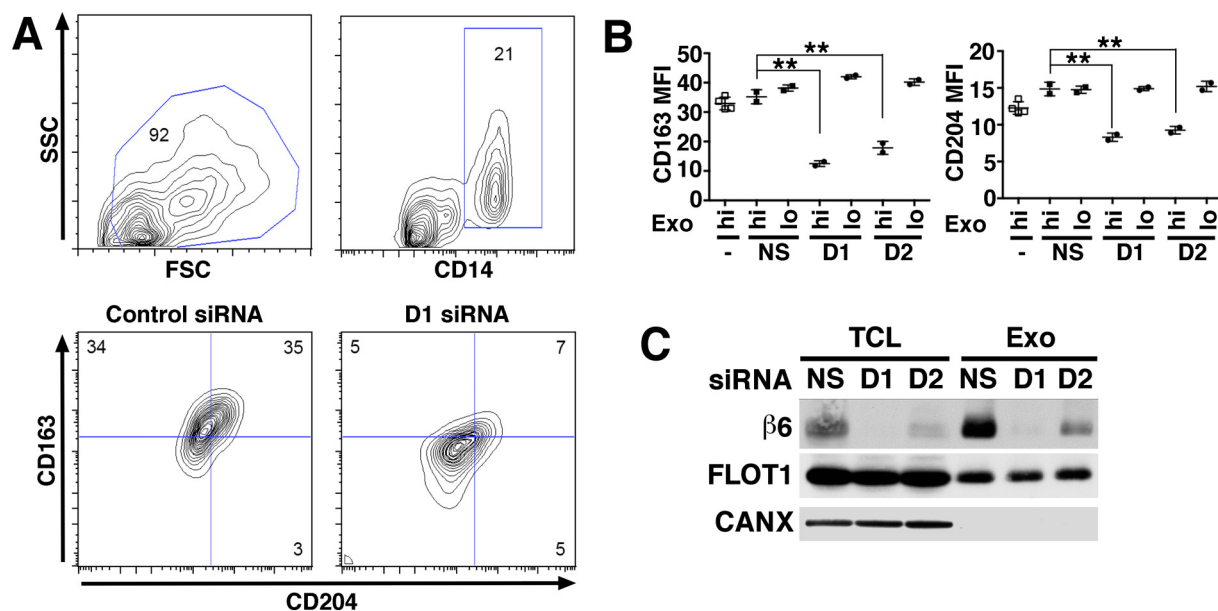 A
SSC
92
FSC
21
CD14
Control siRNA
D1 siRNA
CD163
34
35
3
5
7
5
CD204
B
CD163 MFI
50
40
30
20
10
0
**
**
Exo
hi hi lo hi lo hi lo
- NS D1 D2
CD204 MFI
20
15
10
5
0
**
**
Exo
hi hi lo hi lo hi lo
- NS D1 D2
C
TCL Exo
siRNA NS D1 D2 NS D1 D2
β6
FLOT1
CANX